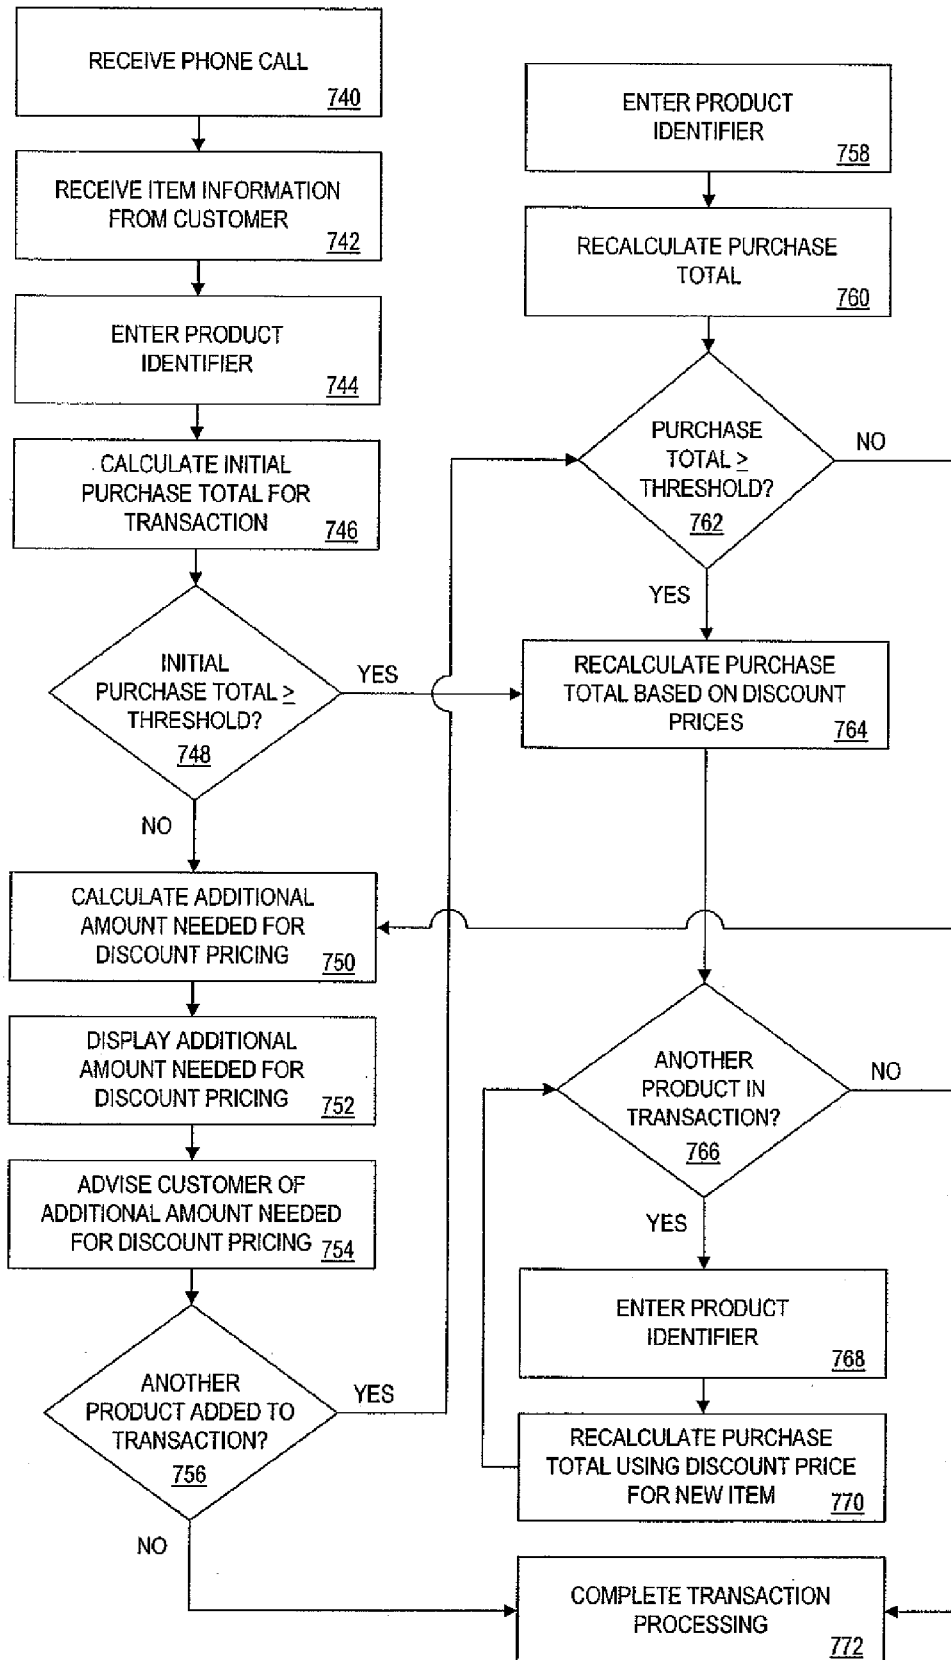 RECEIVE PHONE CALL
740
RECEIVE ITEM INFORMATION
FROM CUSTOMER
742
ENTER PRODUCT
IDENTIFIER
744
CALCULATE INITIAL
PURCHASE TOTAL FOR
TRANSACTION
746
INITIAL
PURCHASE TOTAL ≥
THRESHOLD?
748
YES
NO
CALCULATE ADDITIONAL
AMOUNT NEEDED FOR
DISCOUNT PRICING
750
DISPLAY ADDITIONAL
AMOUNT NEEDED FOR
DISCOUNT PRICING
752
ADVISE CUSTOMER OF
ADDITIONAL AMOUNT NEEDED
FOR DISCOUNT PRICING
754
ANOTHER
PRODUCT ADDED TO
TRANSACTION?
756
YES
NO
ENTER PRODUCT
IDENTIFIER
758
RECALCULATE PURCHASE
TOTAL
760
PURCHASE
TOTAL ≥
THRESHOLD?
762
NO
YES
RECALCULATE PURCHASE
TOTAL BASED ON DISCOUNT
PRICES
764
ANOTHER
PRODUCT IN
TRANSACTION?
766
NO
YES
ENTER PRODUCT
IDENTIFIER
768
RECALCULATE PURCHASE
TOTAL USING DISCOUNT PRICE
FOR NEW ITEM
770
COMPLETE TRANSACTION
PROCESSING
772